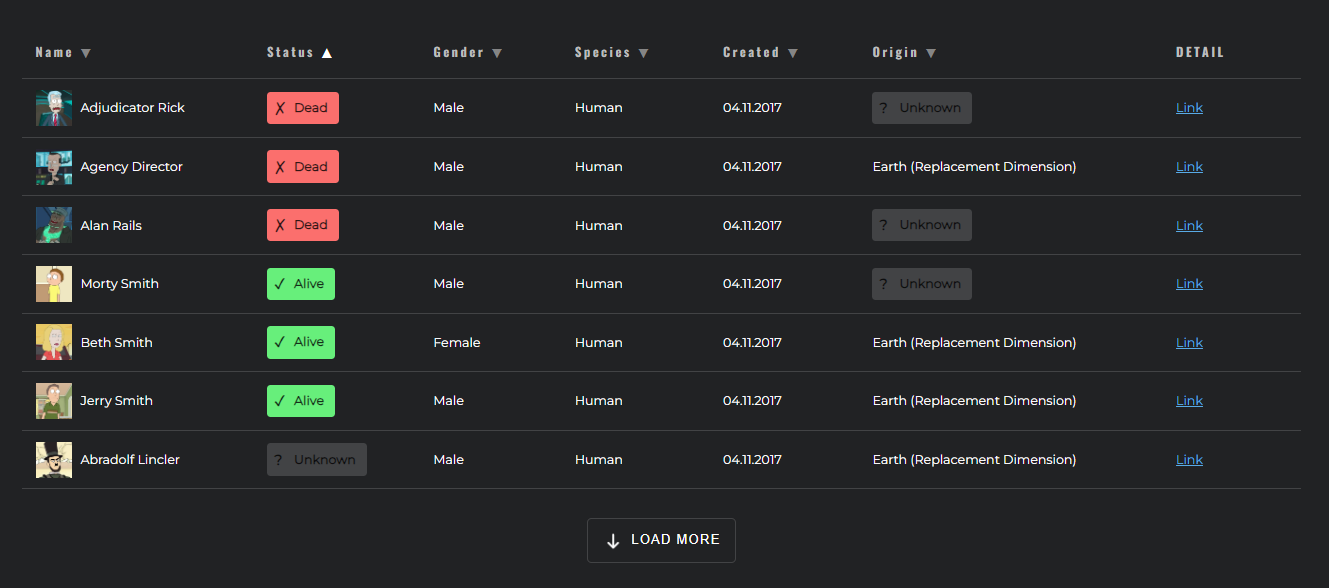 Name ▼ Status ▲ Gender ▼ Species ▼ Created ▼ Origin ▼ DETAIL
Adjudicator Rick ✗ Dead Male Human 04.11.2017 ? Unknown Link
Agency Director ✗ Dead Male Human 04.11.2017 Earth (Replacement Dimension) Link
Alan Rails ✗ Dead Male Human 04.11.2017 ? Unknown Link
Morty Smith ✓ Alive Male Human 04.11.2017 ? Unknown Link
Beth Smith ✓ Alive Female Human 04.11.2017 Earth (Replacement Dimension) Link
Jerry Smith ✓ Alive Male Human 04.11.2017 Earth (Replacement Dimension) Link
Abradolf Lincler ? Unknown Male Human 04.11.2017 Earth (Replacement Dimension) Link
↓ LOAD MORE